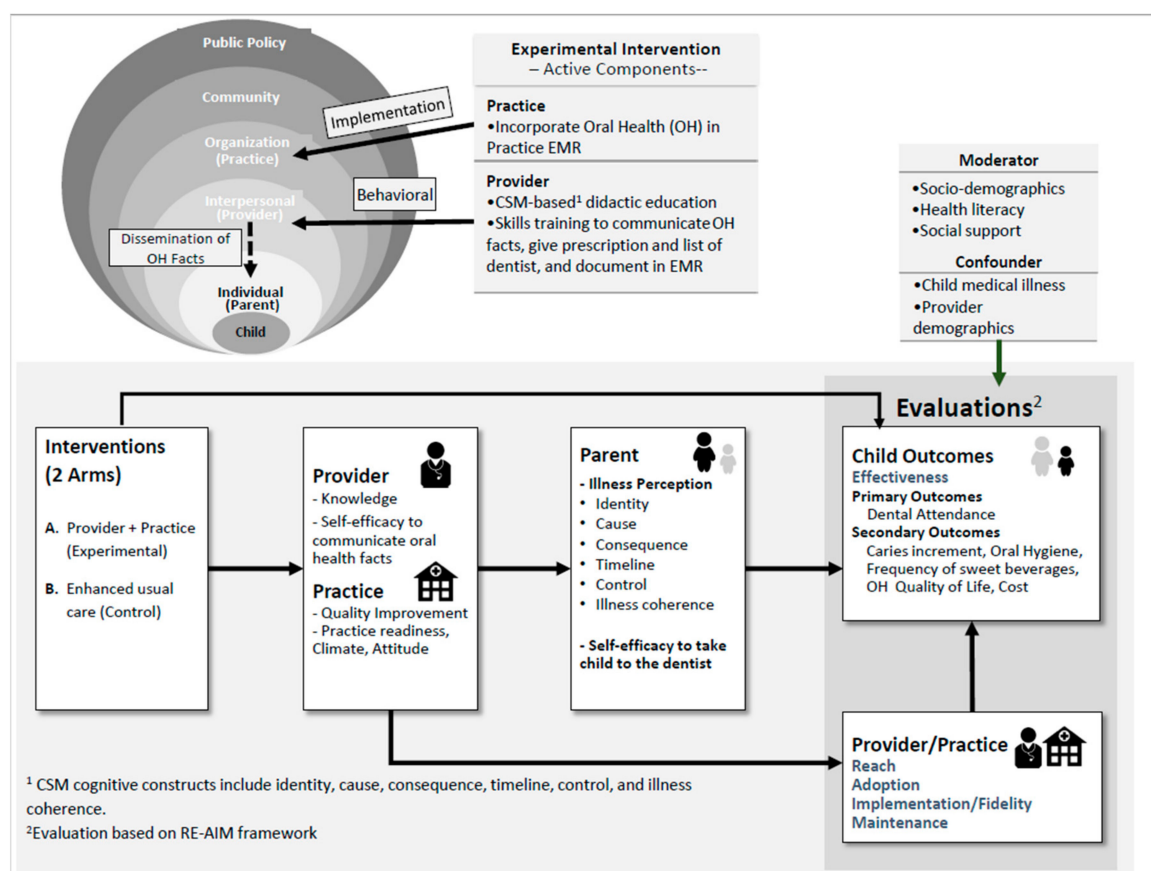 Public Policy
Community
Organization
(Practice)
Interpersonal
(Provider)
Dissemination of
OH Facts
Individual
(Parent)
Child
Implementation
Behavioral
Experimental Intervention
– Active Components--
Practice
•Incorporate Oral Health (OH) in
Practice EMR
Provider
•CSM-based¹ didactic education
•Skills training to communicate OH
facts, give prescription and list of
dentist, and document in EMR
Moderator
•Socio-demographics
•Health literacy
•Social support
Confounder
•Child medical illness
•Provider
demographics
Interventions
(2 Arms)
A. Provider + Practice
(Experimental)
B. Enhanced usual
care (Control)
Provider
- Knowledge
- Self-efficacy to
communicate oral
health facts
Practice
- Quality Improvement
- Practice readiness,
Climate, Attitude
Parent
- Illness Perception
• Identity
• Cause
• Consequence
• Timeline
• Control
• Illness coherence
- Self-efficacy to take
child to the dentist
Evaluations²
Child Outcomes
Effectiveness
Primary Outcomes
Dental Attendance
Secondary Outcomes
Caries increment, Oral Hygiene,
Frequency of sweet beverages,
OH Quality of Life, Cost
Provider/Practice
Reach
Adoption
Implementation/Fidelity
Maintenance
¹ CSM cognitive constructs include identity, cause, consequence, timeline, control, and illness
coherence.
²Evaluation based on RE-AIM framework